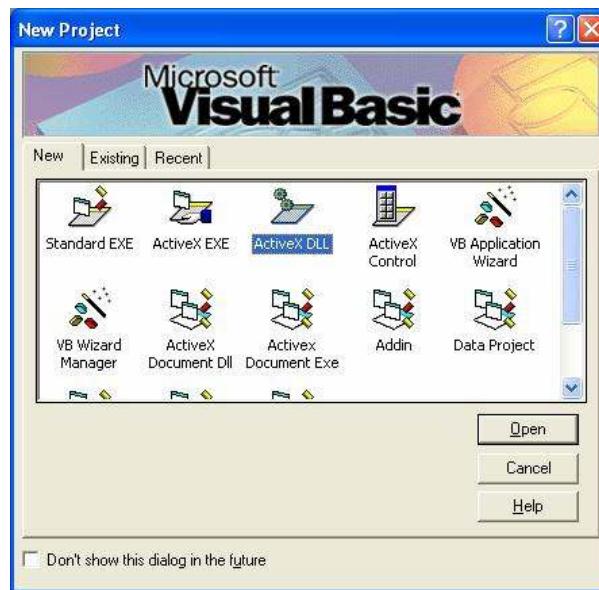 New Project
Microsoft
Visual Basic
New Existing Recent
Standard EXE ActiveX EXE ActiveX DLL ActiveX Control VB Application Wizard
VB Wizard Manager ActiveX Document Dll Activex Document Exe Addin Data Project
Open
Cancel
Help
Don't show this dialog in the future